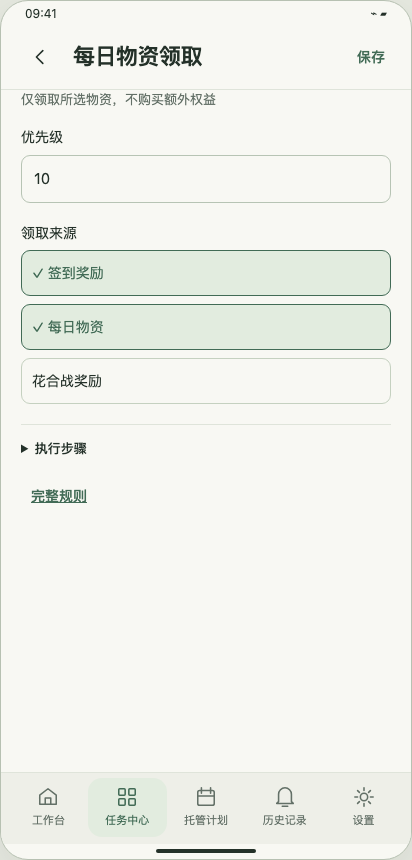 09:41
每日物资领取
保存
仅领取所选物资，不购买额外权益
优先级
10
领取来源
✓ 签到奖励
✓ 每日物资
花合战奖励
▶ 执行步骤
完整规则
工作台
任务中心
托管计划
历史记录
设置